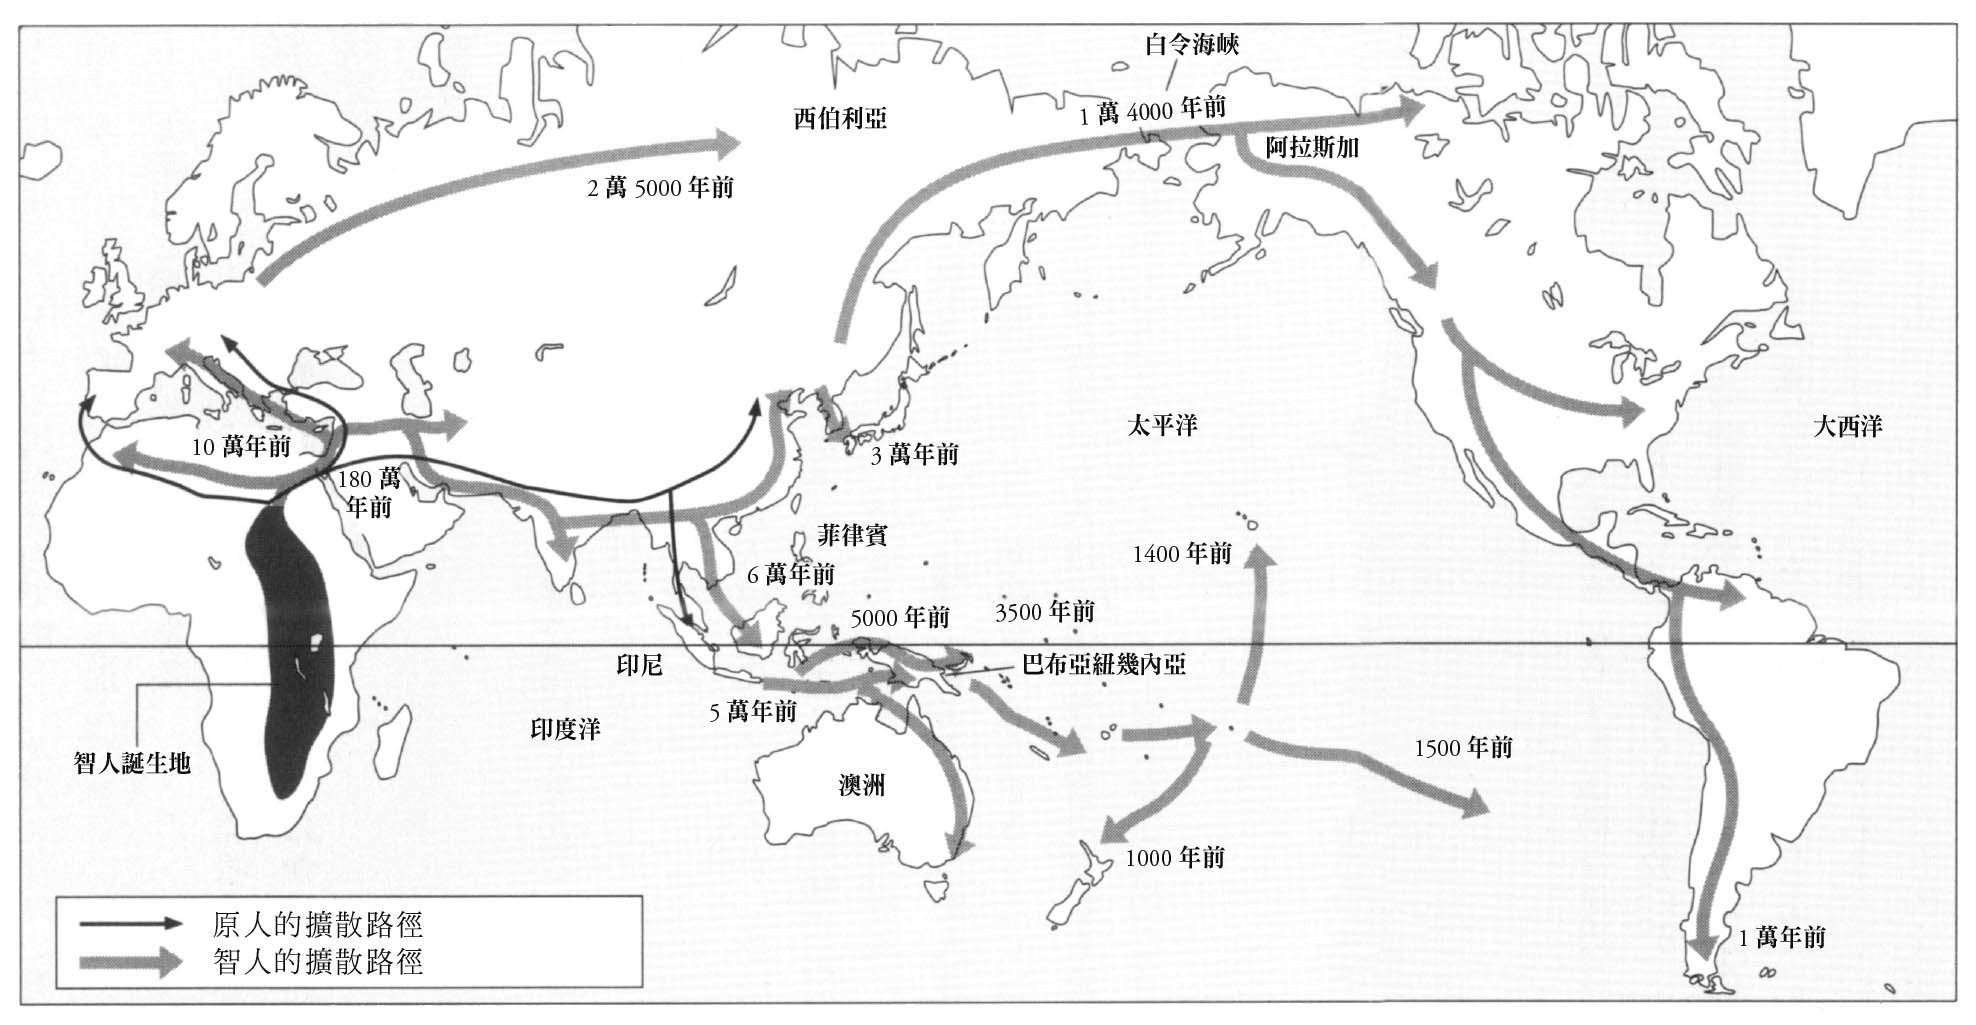 白令海峽
西伯利亞
1 萬 4000 年前
阿拉斯加
2 萬 5000 年前
10 萬年前
180 萬
年前
3 萬年前
太平洋
大西洋
菲律賓
1400 年前
6 萬年前
5000 年前
3500 年前
印尼
巴布亞紐幾內亞
5 萬年前
印度洋
1500 年前
智人誕生地
澳洲
1000 年前
1 萬年前
原人的擴散路徑
智人的擴散路徑